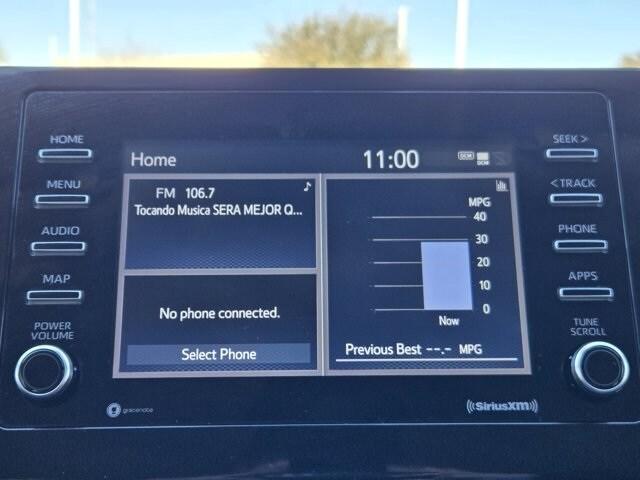 HOME
SEEK >
Home
11:00
DCM
DCM
MENU
< TRACK
FM 106.7
Tocando Musica SERA MEJOR Q...
MPG
40
30
20
10
0
Now
AUDIO
PHONE
MAP
APPS
No phone connected.
Select Phone
Previous Best --.- MPG
POWER
VOLUME
TUNE
SCROLL
gracenote
SiriusXM